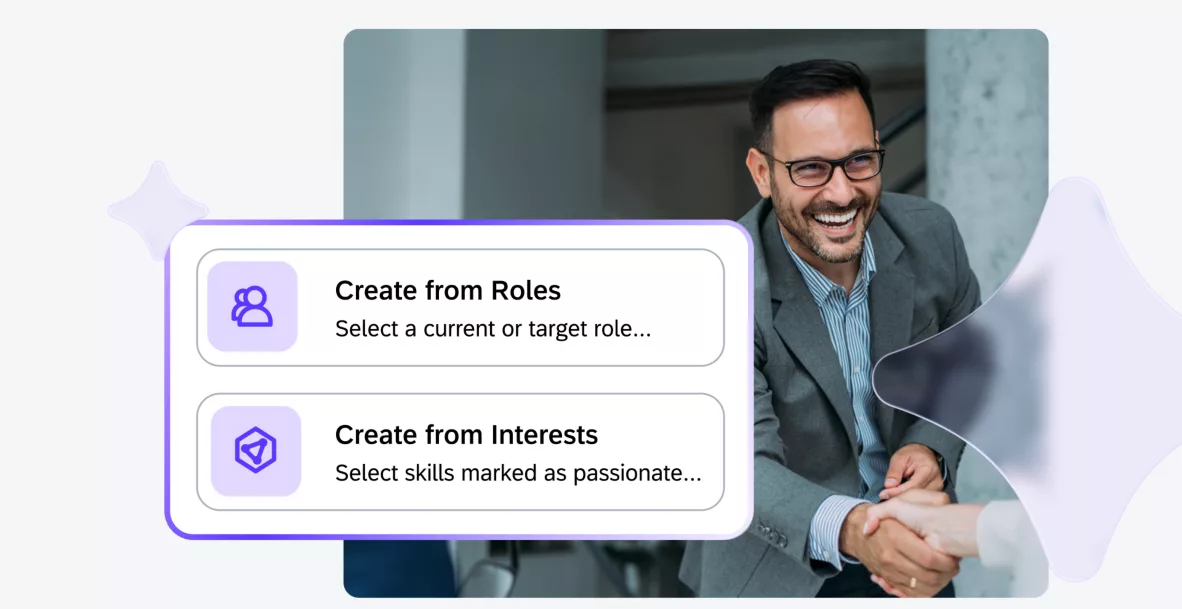 Create from Roles
Select a current or target role...
Create from Interests
Select skills marked as passionate...